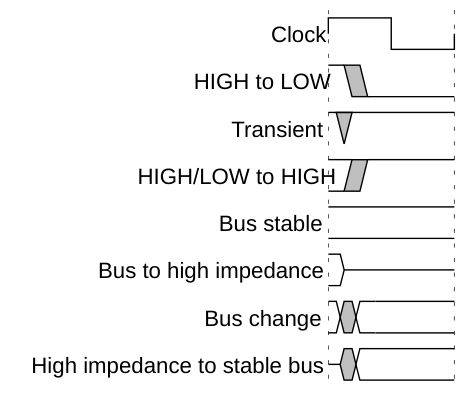 Clock
HIGH to LOW
Transient
HIGH/LOW to HIGH
Bus stable
Bus to high impedance
Bus change
High impedance to stable bus